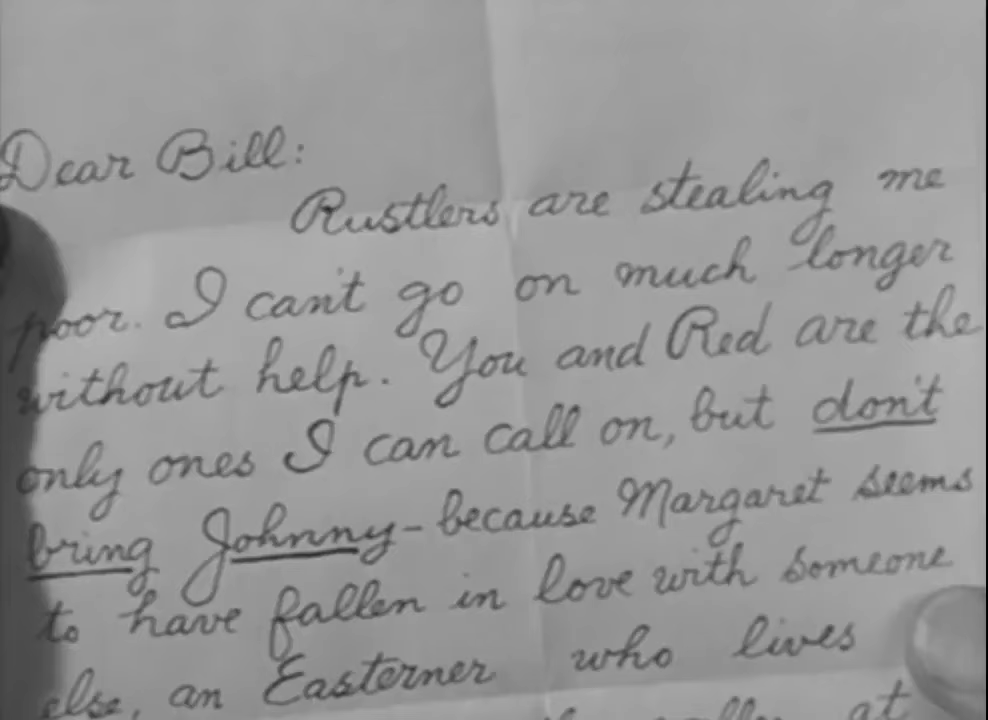 Dear Bill:
Rustlers are stealing me
poor. I can't go on much longer
without help. You and Red are the
only ones I can call on, but don't
bring Johnny - because Margaret seems
to have fallen in love with someone
else, an Easterner who lives
at